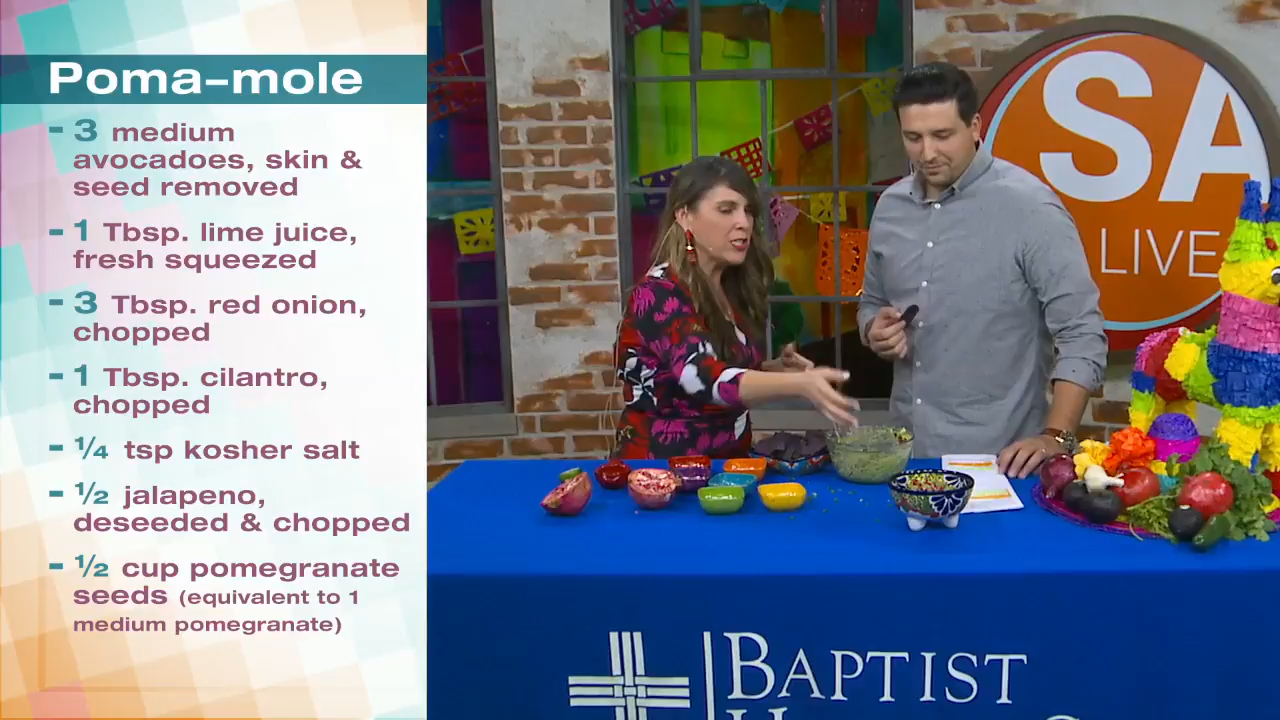 Poma-mole
- 3 medium
avocadoes, skin &
seed removed
- 1 Tbsp. lime juice,
fresh squeezed
- 3 Tbsp. red onion,
chopped
- 1 Tbsp. cilantro,
chopped
- ¼ tsp kosher salt
- ½ jalapeno,
deseeded & chopped
- ½ cup pomegranate
seeds (equivalent to 1
medium pomegranate)
SA
LIVE
BAPTIST